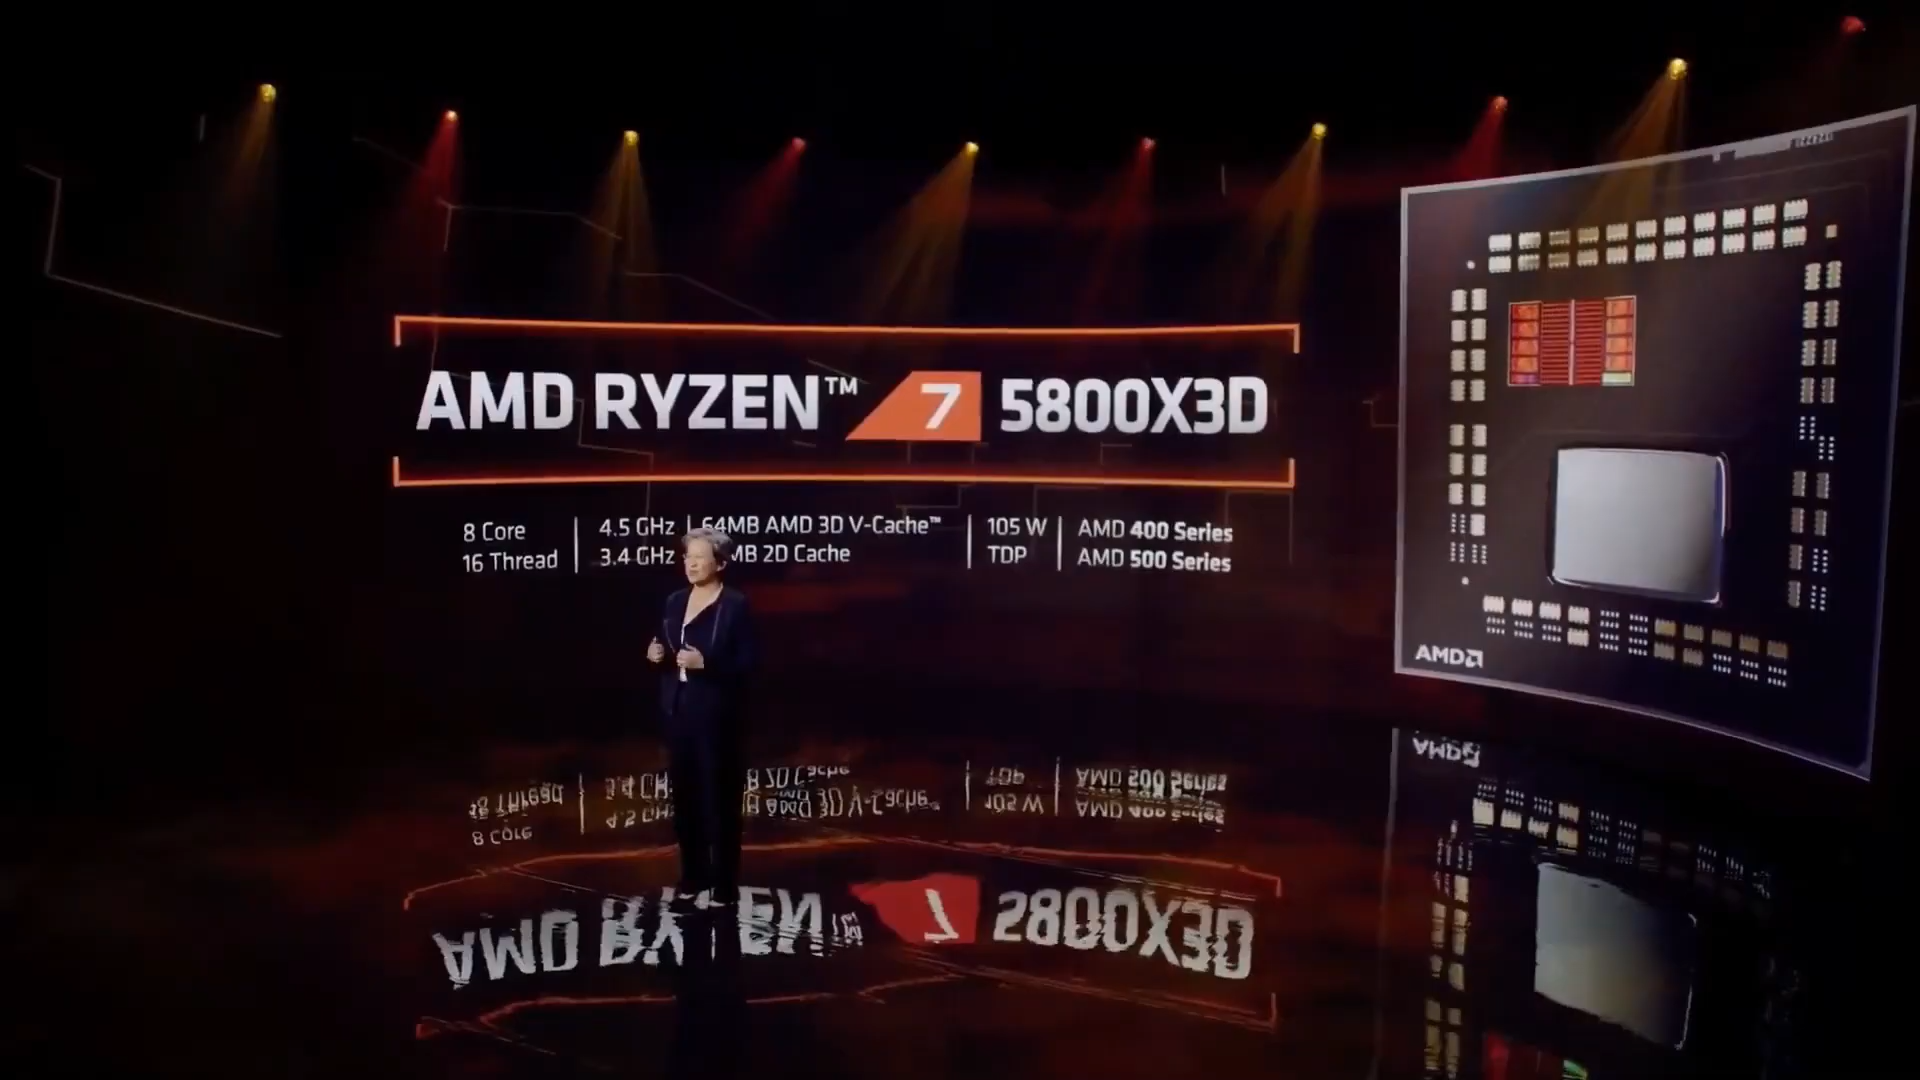 AMD RYZEN™ 7 5800X3D
8 Core
16 Thread
4.5 GHz
3.4 GHz
64MB AMD 3D V-Cache™
MB 2D Cache
105 W
TDP
AMD 400 Series
AMD 500 Series
AMD